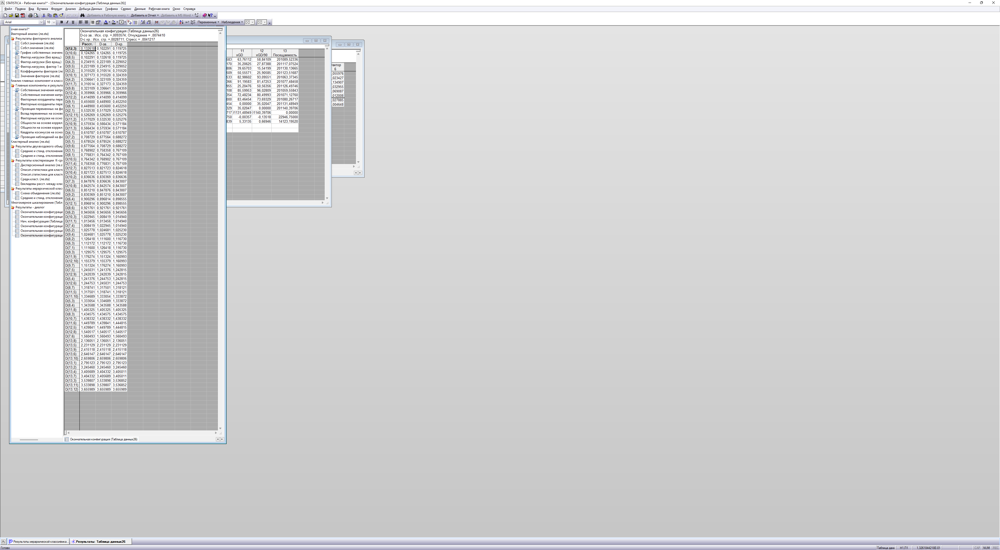 STATISTICA - Рабочая книга1* - [Окончательная конфигурация (Таблица данных26)]
Файл Правка Вид Вставка Формат Анализ Добыча Данных Графика Сервис Данные Рабочая книга Окно Справка
Добавить в Рабочую книгу Добавить в Отчет Добавить в MS Word
Arial 10 Переменные Наблюдения
очая книга1*
Факторный анализ (ле.sta)
Результаты факторного анализа
Собст.значения (ле.sta)
Собст.значения (ле.sta)
График собственных значени
Фактор.нагрузки (Без вращ.)
Фактор.нагрузки (Без вращ.)
Фактор.нагрузки, фактор 1 и
Коэффициенты факторов (ле
Значения факторов (ле.sta)
Анализ главных компонент и класси
Главные компоненты и результа
Собственные значения матри
Собственные значения матри
Факторные координаты пере
Факторные координаты пере
Проекция переменных на фа
Вклад переменных на основе
Факторные нагрузки на осно
Общности на основе коррел
Общности на основе коррел
Квадраты косинусов на осно
Проекция наблюдений на фа
Кластерный анализ (ле.sta)
Результаты двухвходового объед
Средние и станд. отклонения
Средние и станд. отклонения
Результаты кластеризации К-ср
Дисперсионный анализ (ле.s
Описат.статистики для класте
Описат.статистики для класте
Средн.класт. (ле.sta)
Евклидовы расст. между клас
Результаты иерархической клас
Схема объединения (ле.sta)
Средние и станд. отклонения
Многомерное шкалирование (Табл
Результаты - диалог
Окончательная конфигураци
Окончательная конфигураци
Нач. конфигурация (Таблица
Окончательная конфигураци
Окончательная конфигураци
Окончательная конфигураци
Окончательная конфигурация (Таблица данных26)
D-со зв.: Исх. стр. =,0093574; Отчуждение = ,0074410
D-с кр.: Исх. стр. =,0028711; Стресс = ,0041217
Расст. D-зв. D-кр.
D(12,3) 0,132618 0,102291 0,119725
D(10,6) 0,124265 0,124265 0,119725
D(8,5) 0,102291 0,132618 0,119725
D(4,3) 0,234915 0,223189 0,229052
D(9,5) 0,223189 0,234915 0,229052
D(3,2) 0,315520 0,310514 0,315520
D(10,1) 0,327173 0,315520 0,324359
D(4,2) 0,336641 0,323109 0,324359
D(11,7) 0,310514 0,327173 0,324359
D(9,8) 0,323109 0,336641 0,324359
D(12,4) 0,359966 0,359966 0,359966
D(12,2) 0,414099 0,414099 0,414099
D(9,1) 0,455600 0,448900 0,452250
D(6,1) 0,448900 0,455600 0,452250
D(2,1) 0,532530 0,517029 0,525276
D(12,11) 0,526269 0,526269 0,525276
D(11,2) 0,517029 0,532530 0,525276
D(10,9) 0,575934 0,566434 0,571184
D(11,3) 0,566434 0,575934 0,571184
D(4,1) 0,610787 0,610787 0,610787
D(7,2) 0,708729 0,677564 0,688272
D(5,1) 0,678524 0,678524 0,688272
D(9,6) 0,677564 0,708729 0,688272
D(3,1) 0,768902 0,758358 0,767109
D(8,1) 0,776831 0,764342 0,767109
D(10,5) 0,764342 0,768902 0,767109
D(11,4) 0,758358 0,776831 0,767109
D(12,7) 0,827513 0,821723 0,824618
D(10,4) 0,821723 0,827513 0,824618
D(10,2) 0,836636 0,830369 0,836636
D(7,3) 0,847876 0,836636 0,843007
D(10,8) 0,842574 0,842574 0,843007
D(6,5) 0,851210 0,847876 0,843007
D(9,2) 0,830369 0,851210 0,843007
D(6,4) 0,900296 0,896814 0,898555
D(12,1) 0,896814 0,900296 0,898555
D(8,6) 0,921761 0,921761 0,921761
D(6,2) 0,945656 0,945656 0,945656
D(10,3) 1,022945 1,008419 1,014940
D(11,1) 1,013456 1,013456 1,014940
D(7,4) 1,008419 1,022945 1,014940
D(5,2) 1,025778 1,024681 1,025230
D(9,4) 1,024681 1,025778 1,025230
D(8,2) 1,126418 1,111600 1,116730
D(6,3) 1,112172 1,112172 1,116730
D(7,1) 1,111600 1,126418 1,116730
D(9,3) 1,129575 1,129575 1,129575
D(11,9) 1,176274 1,151324 1,160993
D(12,10) 1,155379 1,155379 1,160993
D(9,7) 1,151324 1,176274 1,160993
D(7,5) 1,245031 1,241376 1,242815
D(12,9) 1,242039 1,242039 1,242815
D(5,4) 1,241376 1,244753 1,242815
D(12,6) 1,244753 1,245031 1,244753
D(8,7) 1,318741 1,317501 1,318121
D(11,5) 1,317501 1,318741 1,318121
D(11,10) 1,334689 1,333054 1,333872
D(5,3) 1,333054 1,334689 1,333872
D(8,4) 1,343588 1,343588 1,343588
D(11,8) 1,405325 1,405325 1,405325
D(8,3) 1,434575 1,434575 1,434575
D(10,7) 1,438332 1,438332 1,438332
D(11,6) 1,449789 1,439841 1,444815
D(12,5) 1,439841 1,449789 1,444815
D(12,8) 1,540517 1,540517 1,540517
D(7,6) 1,560493 1,560493 1,560493
D(13,8) 2,136051 2,136051 2,136051
D(13,5) 2,231129 2,231129 2,231129
D(13,9) 2,415118 2,415118 2,415118
D(13,6) 2,646147 2,646147 2,646147
D(13,10) 2,659806 2,659806 2,659806
D(13,1) 2,795123 2,795123 2,795123
D(13,2) 3,245460 3,245460 3,245460
D(13,4) 3,405689 3,404332 3,405011
D(13,7) 3,404332 3,405689 3,405011
D(13,3) 3,539807 3,533898 3,536852
D(13,11) 3,533898 3,539807 3,536852
D(13,12) 3,655989 3,655989 3,655989
Окончательная конфигурация (Таблица данных26)
11 12 13
xGD xGD/90 Посещаемость
583 63,76112 58,84109 201089,52336
170 35,20625 27,87388 201117,07524
806 39,65703 15,54199 201130,13665
509 50,55571 25,90585 201123,51687
533 82,98602 93,09551 201063,37345
366 91,19583 81,47253 201077,48458
955 25,20476 50,56356 201126,49746
108 85,59953 96,02809 201059,55843
354 72,48234 80,49993 201071,12760
000 83,46454 73,69329 201080,26717
454 0,00000 35,02047 201131,48949
329 35,02047 0,00000 201140,39706
717 )1131,48949 )1140,39706 0,00000
750 -0,00357 -0,13518 22946,75000
839 5,33135 0,66946 14123,19520
актор
6
,055976
,023427
,134907
,032955
,069087
,012008
,027885
,004648
Результаты иерархической классифика... Результаты: Таблица данных26
Готово Таблица данн Н1,П1 1,3261844218E-01 CAP NUM REC